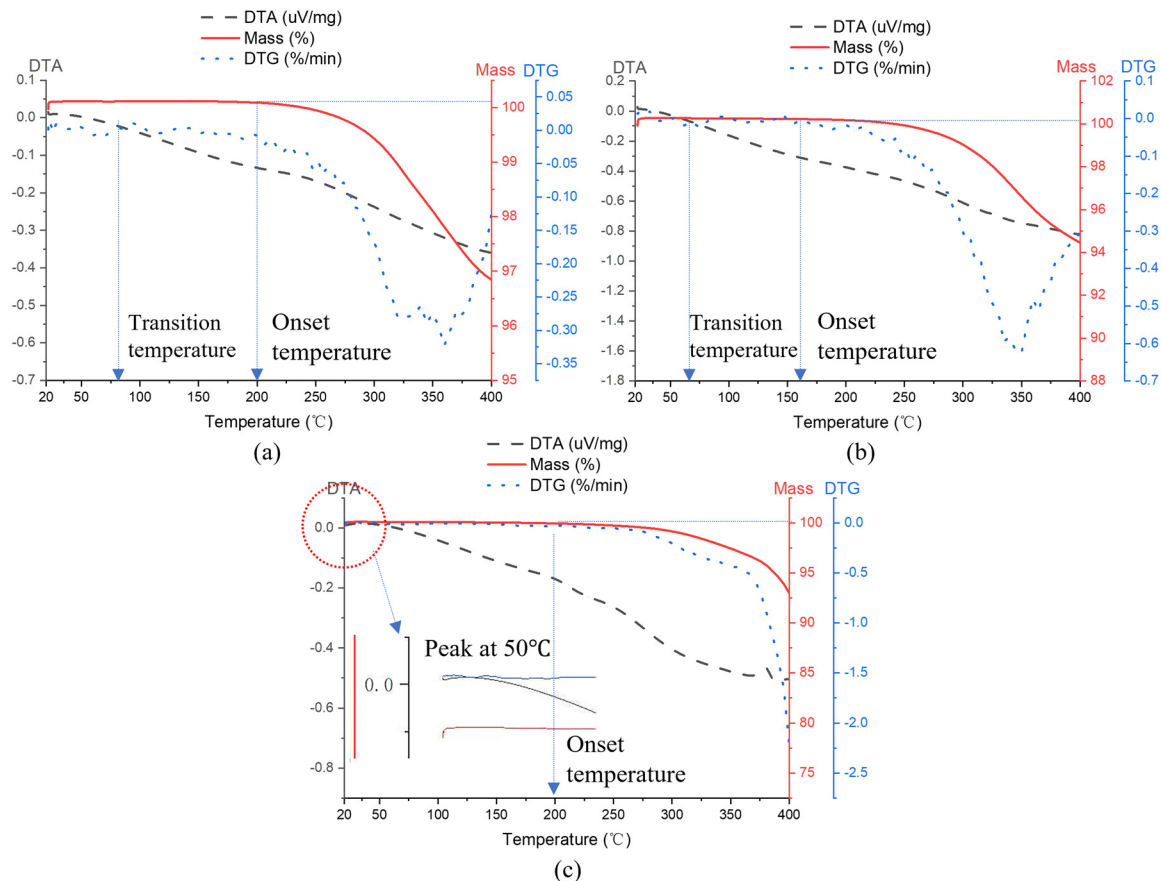 DTA (uV/mg)
Mass (%)
DTG (%/min)
DTA
Mass
DTG
0.1
0.0
-0.1
-0.2
-0.3
-0.4
-0.5
-0.6
-0.7
100
99
98
97
96
95
0.05
0.00
-0.05
-0.10
-0.15
-0.20
-0.25
-0.30
-0.35
Transition
temperature
Onset
temperature
20 50 100 150 200 250 300 350 400
Temperature (℃)
(a)
DTA (uV/mg)
Mass (%)
DTG (%/min)
DTA
Mass
DTG
0.2
0.0
-0.2
-0.4
-0.6
-0.8
-1.0
-1.2
-1.4
-1.6
-1.8
102
100
98
96
94
92
90
88
0.1
0.0
-0.1
-0.2
-0.3
-0.4
-0.5
-0.6
-0.7
Transition
temperature
Onset
temperature
20 50 100 150 200 250 300 350 400
Temperature (℃)
(b)
DTA (uV/mg)
Mass (%)
DTG (%/min)
DTA
Mass
DTG
0.0
-0.2
-0.4
-0.6
-0.8
100
95
90
85
80
75
0.0
-0.5
-1.0
-1.5
-2.0
-2.5
Peak at 50℃
0.0
Onset
temperature
20 50 100 150 200 250 300 350 400
Temperature (℃)
(c)